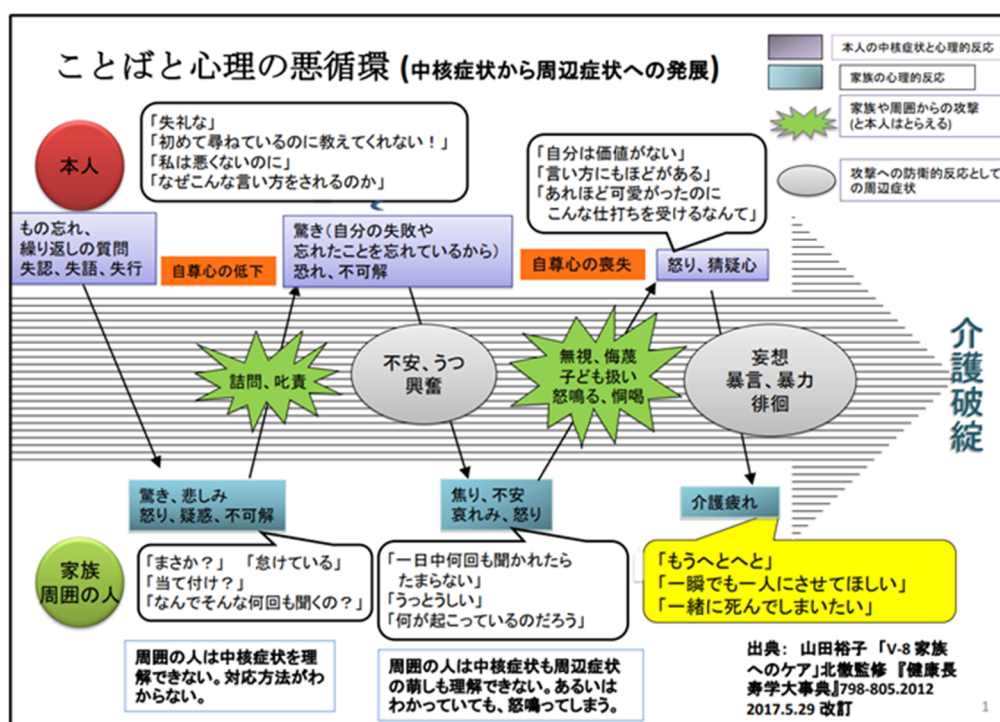 ことばと心理の悪循環 (中核症状から周辺症状への発展)
本人の中核症状と心理的反応
家族の心理的反応
家族や周囲からの攻撃
(と本人はとらえる)
攻撃への防衛的反応として
の周辺症状
本人
「失礼な」
「初めて尋ねているのに教えてくれない！」
「私は悪くないのに」
「なぜこんな言い方をされるのか」
「自分は価値がない」
「言い方にもほどがある」
「あれほど可愛がったのに
こんな仕打ちを受けるなんて」
もの忘れ、
繰り返しの質問
失認、失語、失行
自尊心の低下
驚き（自分の失敗や
忘れたことを忘れているから）
恐れ、不可解
自尊心の喪失
怒り、猜疑心
詰問、叱責
不安、うつ
興奮
無視、侮蔑
子ども扱い
怒鳴る、恫喝
妄想
暴言、暴力
徘徊
介護破綻
驚き、悲しみ
怒り、疑惑、不可解
焦り、不安
哀れみ、怒り
介護疲れ
家族
周囲の人
「まさか？」 「怠けている」
「当て付け？」
「なんでそんな何回も聞くの？」
「一日中何回も聞かれたら
たまらない」
「うっとうしい」
「何が起こっているのだろう」
「もうへとへと」
「一瞬でも一人にさせてほしい」
「一緒に死んでしまいたい」
周囲の人は中核症状を理
解できない。対応方法がわ
からない。
周囲の人は中核症状も周辺症状
の萌しも理解できない。あるいは
わかっていても、怒鳴ってしまう。
出典： 山田裕子 「V-8 家族
へのケア」北徹監修 『健康長
寿学大事典』798-805.2012
2017.5.29 改訂
1